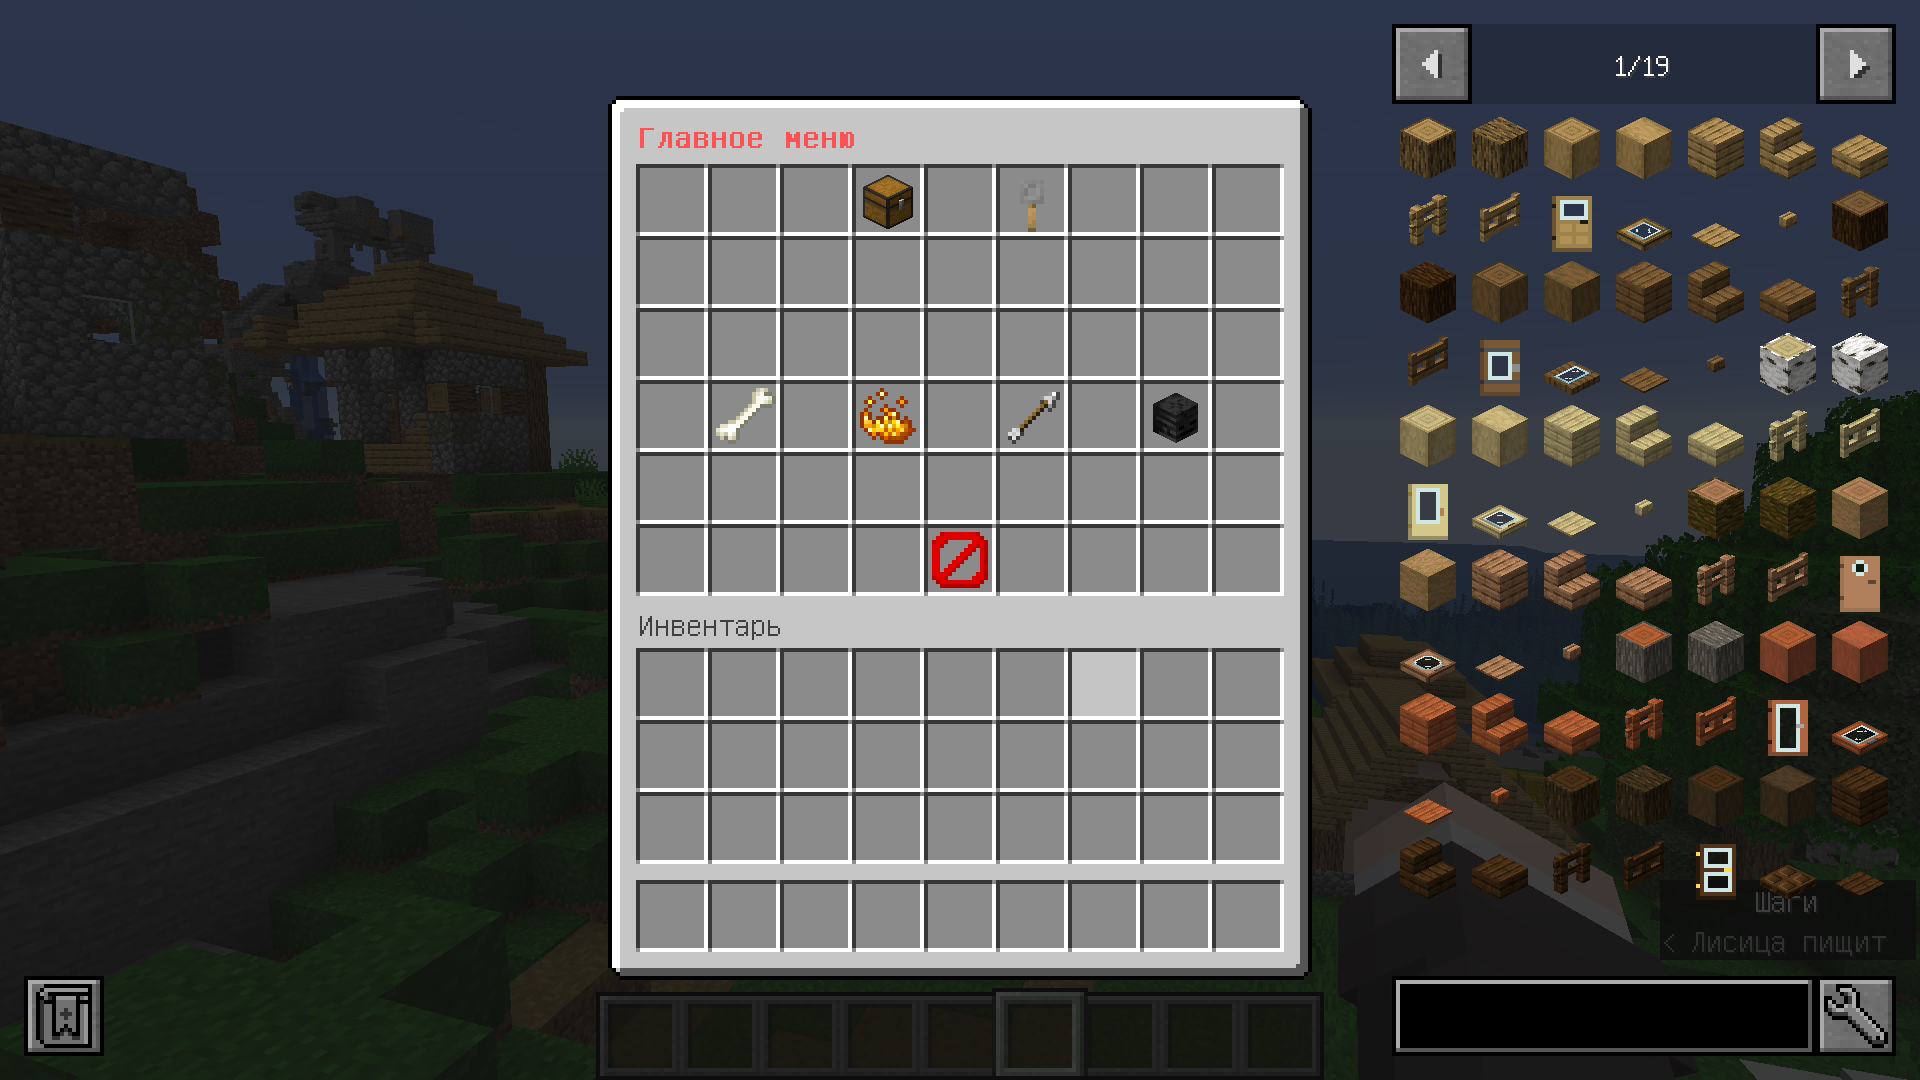 Главное меню
1/19
Инвентарь
Шаги
< Лисица пищит